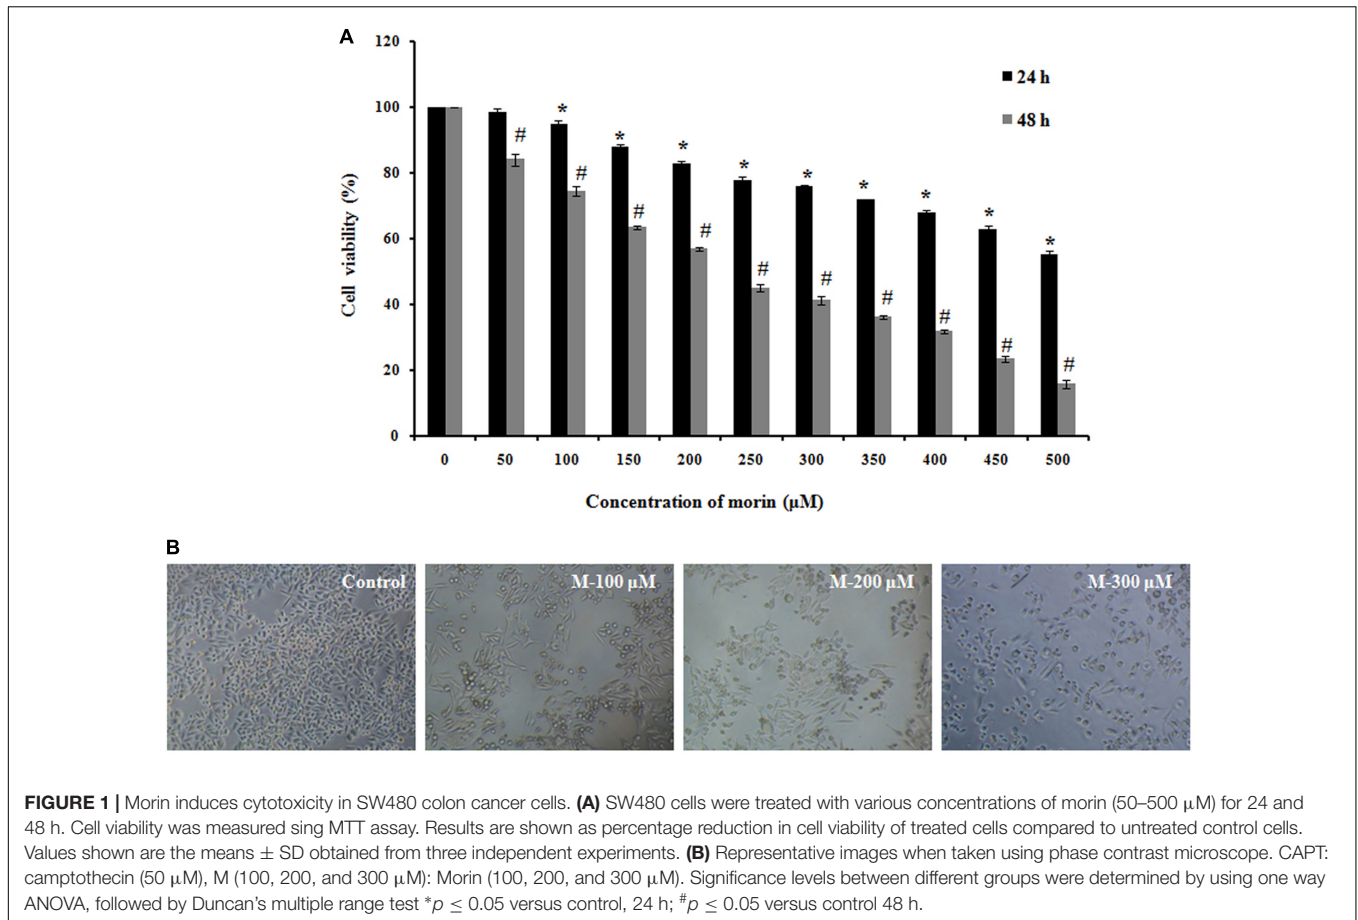 A
120
100
80
60
40
20
0
Cell viability (%)
24 h
48 h
* * * * * * * * *
# # # # # # # # # #
0 50 100 150 200 250 300 350 400 450 500
Concentration of morin (µM)
B
Control M-100 µM M-200 µM M-300 µM
FIGURE 1 | Morin induces cytotoxicity in SW480 colon cancer cells. (A) SW480 cells were treated with various concentrations of morin (50–500 µM) for 24 and
48 h. Cell viability was measured sing MTT assay. Results are shown as percentage reduction in cell viability of treated cells compared to untreated control cells.
Values shown are the means ± SD obtained from three independent experiments. (B) Representative images when taken using phase contrast microscope. CAPT:
camptothecin (50 µM), M (100, 200, and 300 µM): Morin (100, 200, and 300 µM). Significance levels between different groups were determined by using one way
ANOVA, followed by Duncan's multiple range test *p ≤ 0.05 versus control, 24 h; #p ≤ 0.05 versus control 48 h.